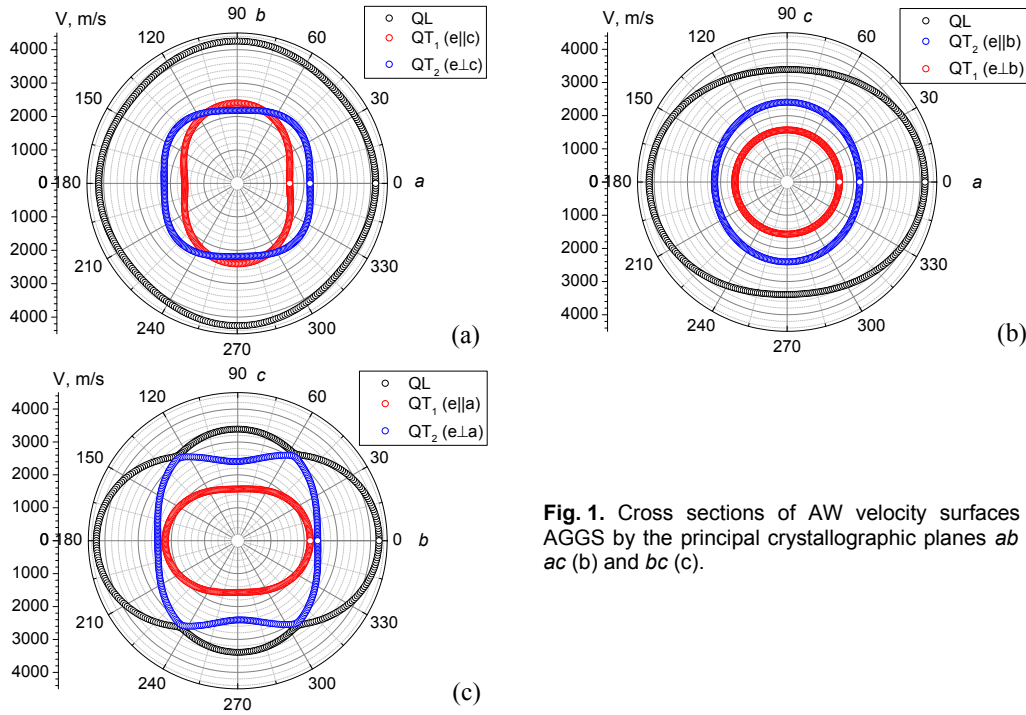 V, m/s
90 b
QL
QT1 (e||c)
QT2 (e⊥c)
4000
3000
2000
1000
0
1000
2000
3000
4000
120
60
150
30
180
0 a
210
330
240
300
270
(a)
V, m/s
90 c
QL
QT2 (e||b)
QT1 (e⊥b)
4000
3000
2000
1000
0
1000
2000
3000
4000
120
60
150
30
180
0 a
210
330
240
300
270
(b)
V, m/s
90 c
QL
QT1 (e||a)
QT2 (e⊥a)
4000
3000
2000
1000
0
1000
2000
3000
4000
120
60
150
30
180
0 b
210
330
240
300
270
(c)
Fig. 1. Cross sections of AW velocity surfaces
AGGS by the principal crystallographic planes ab
ac (b) and bc (c).